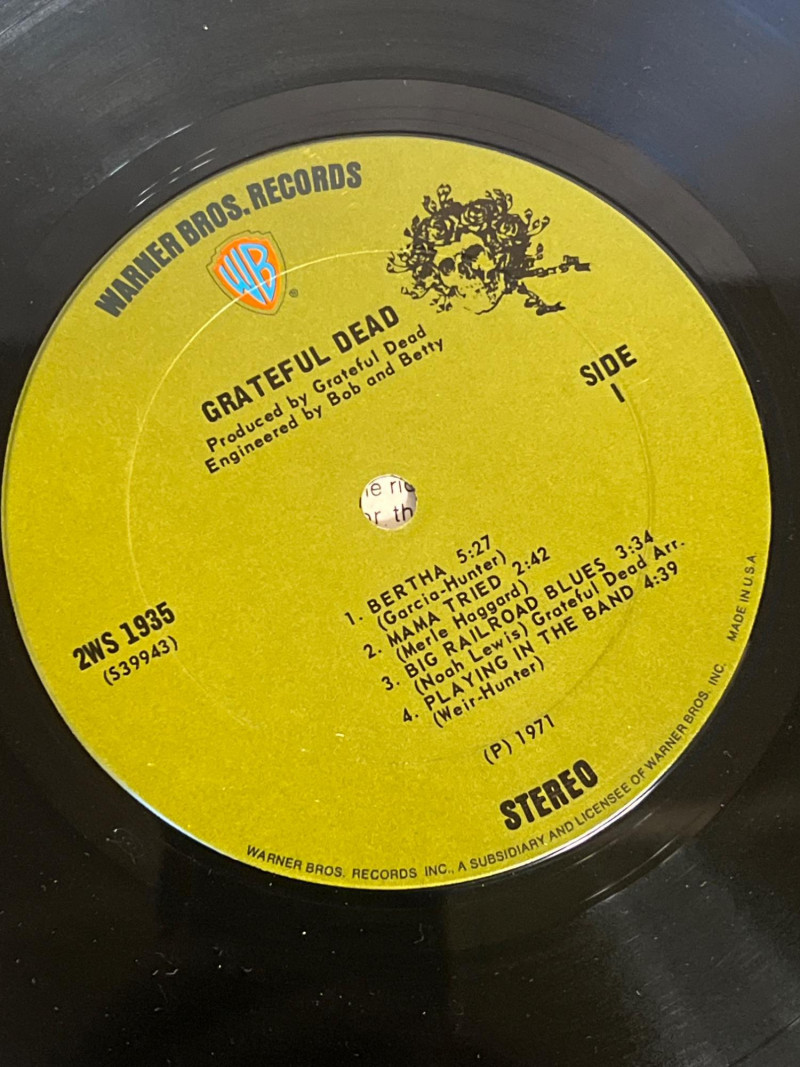 WARNER BROS. RECORDS
WB
®
GRATEFUL DEAD
Produced by Grateful Dead
Engineered by Bob and Betty
SIDE
1
1. BERTHA 5:27
(Garcia-Hunter)
2. MAMA TRIED 2:42
(Merle Haggard)
3. BIG RAILROAD BLUES 3:34
(Noah Lewis) Grateful Dead Arr.
4. PLAYING IN THE BAND 4:39
(Weir-Hunter)
2WS 1935
(S39943)
(P) 1971
STEREO
WARNER BROS. RECORDS INC., A SUBSIDIARY AND LICENSEE OF WARNER BROS. INC. MADE IN U.S.A.